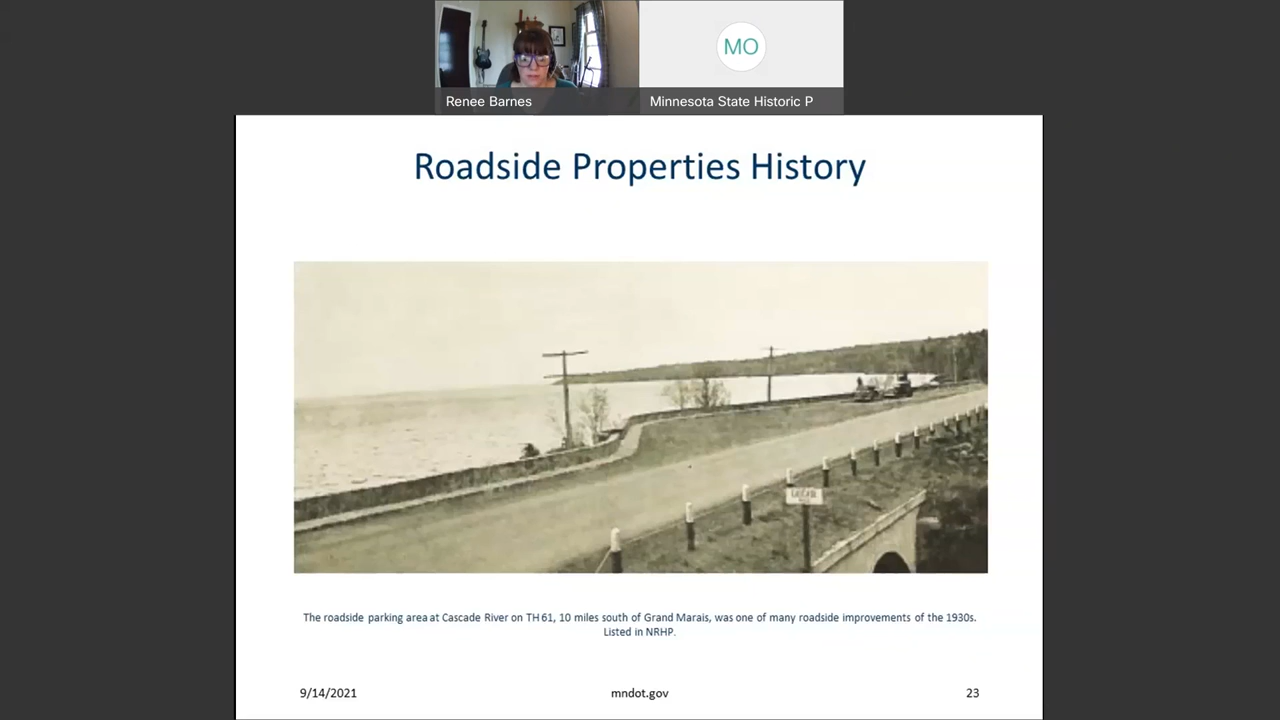 MO
Renee Barnes
Minnesota State Historic P
Roadside Properties History
CASCADE
The roadside parking area at Cascade River on TH 61, 10 miles south of Grand Marais, was one of many roadside improvements of the 1930s.
Listed in NRHP.
9/14/2021
mndot.gov
23